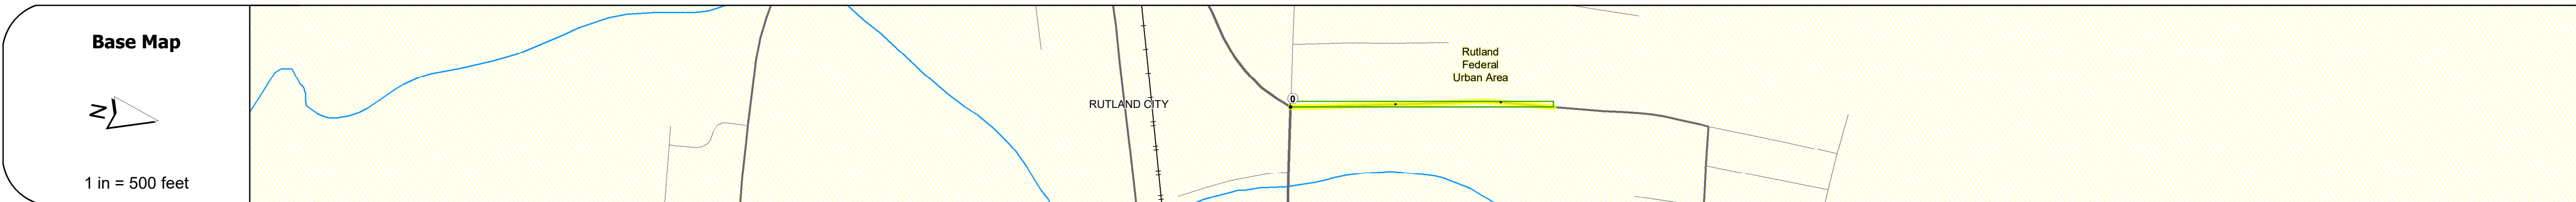 Base Map
N
1 in = 500 feet
RUTLAND CITY
0
Rutland
Federal
Urban Area